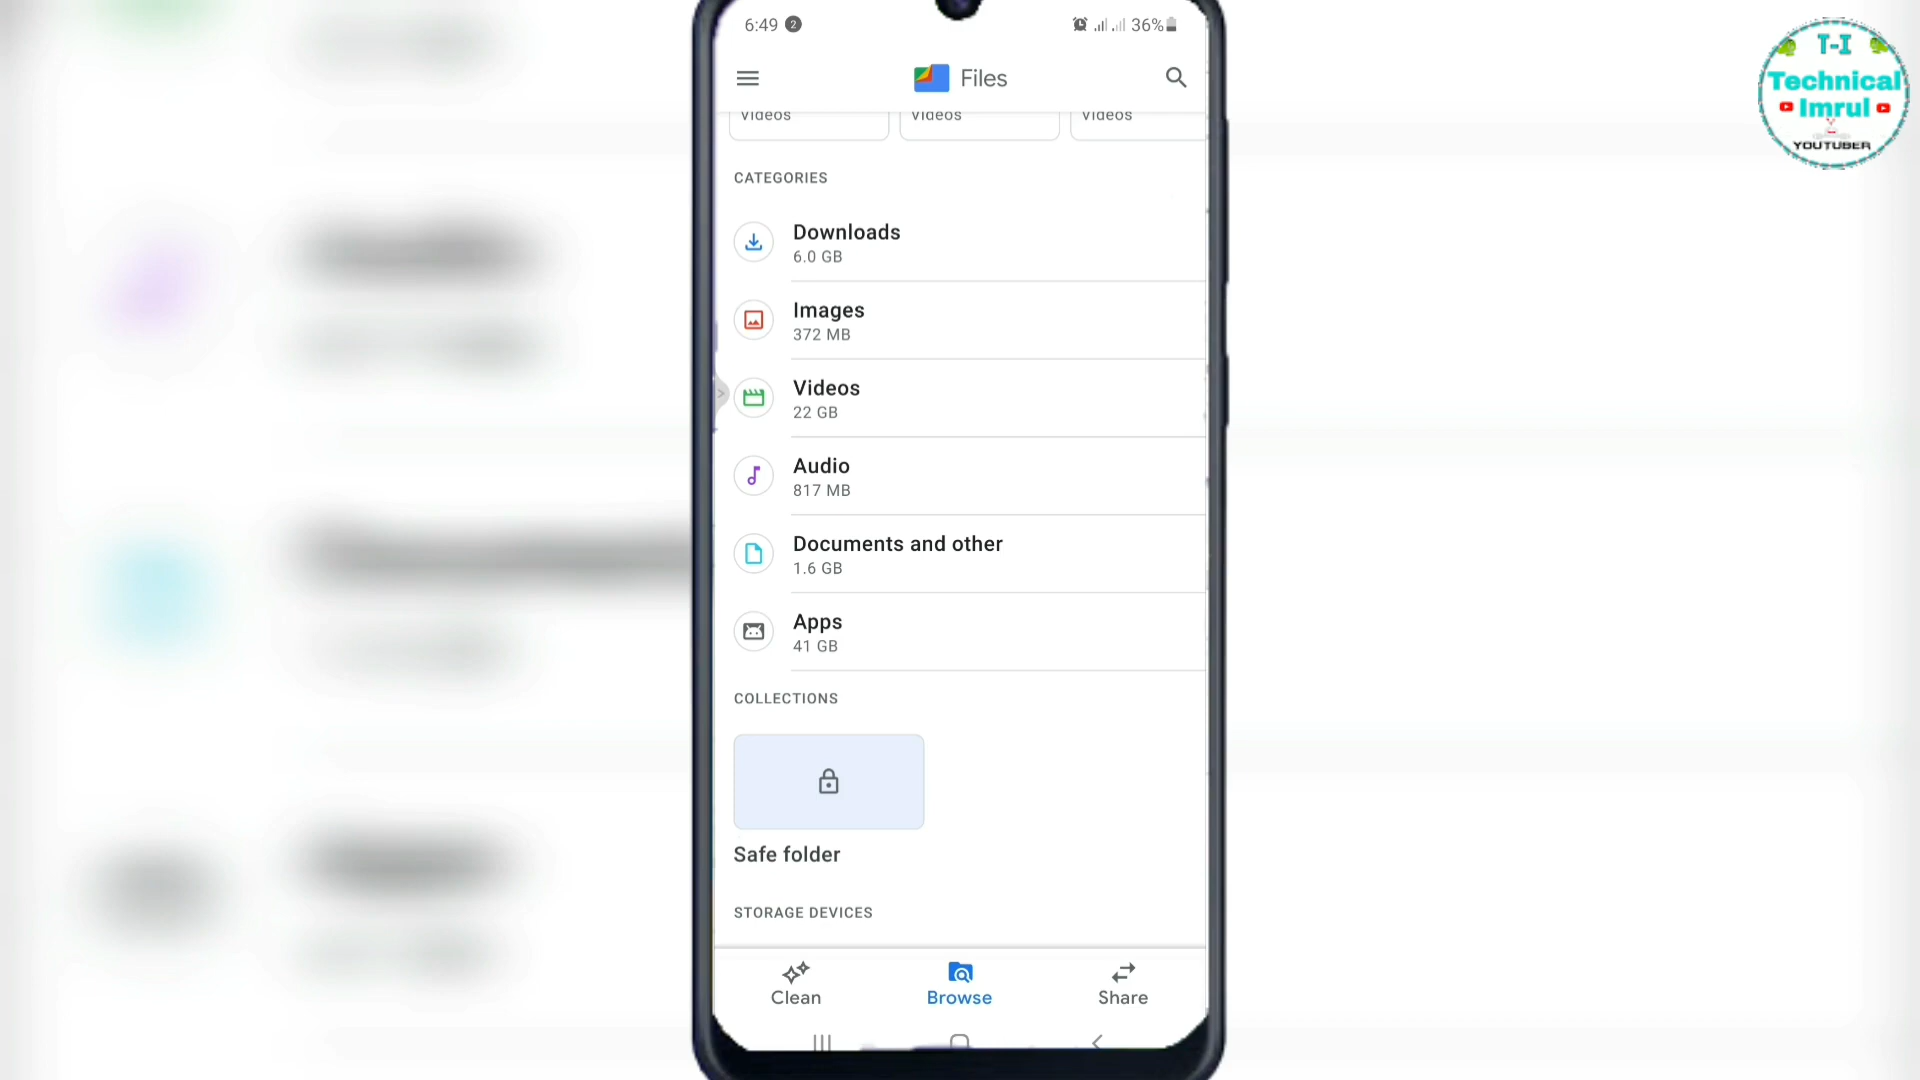 6:49 2 36%
Files
Videos Videos Videos
CATEGORIES
Downloads
6.0 GB
Images
372 MB
Videos
22 GB
Audio
817 MB
Documents and other
1.6 GB
Apps
41 GB
COLLECTIONS
Safe folder
STORAGE DEVICES
Clean Browse Share
T-I
Technical
Imrul
YOUTUBER